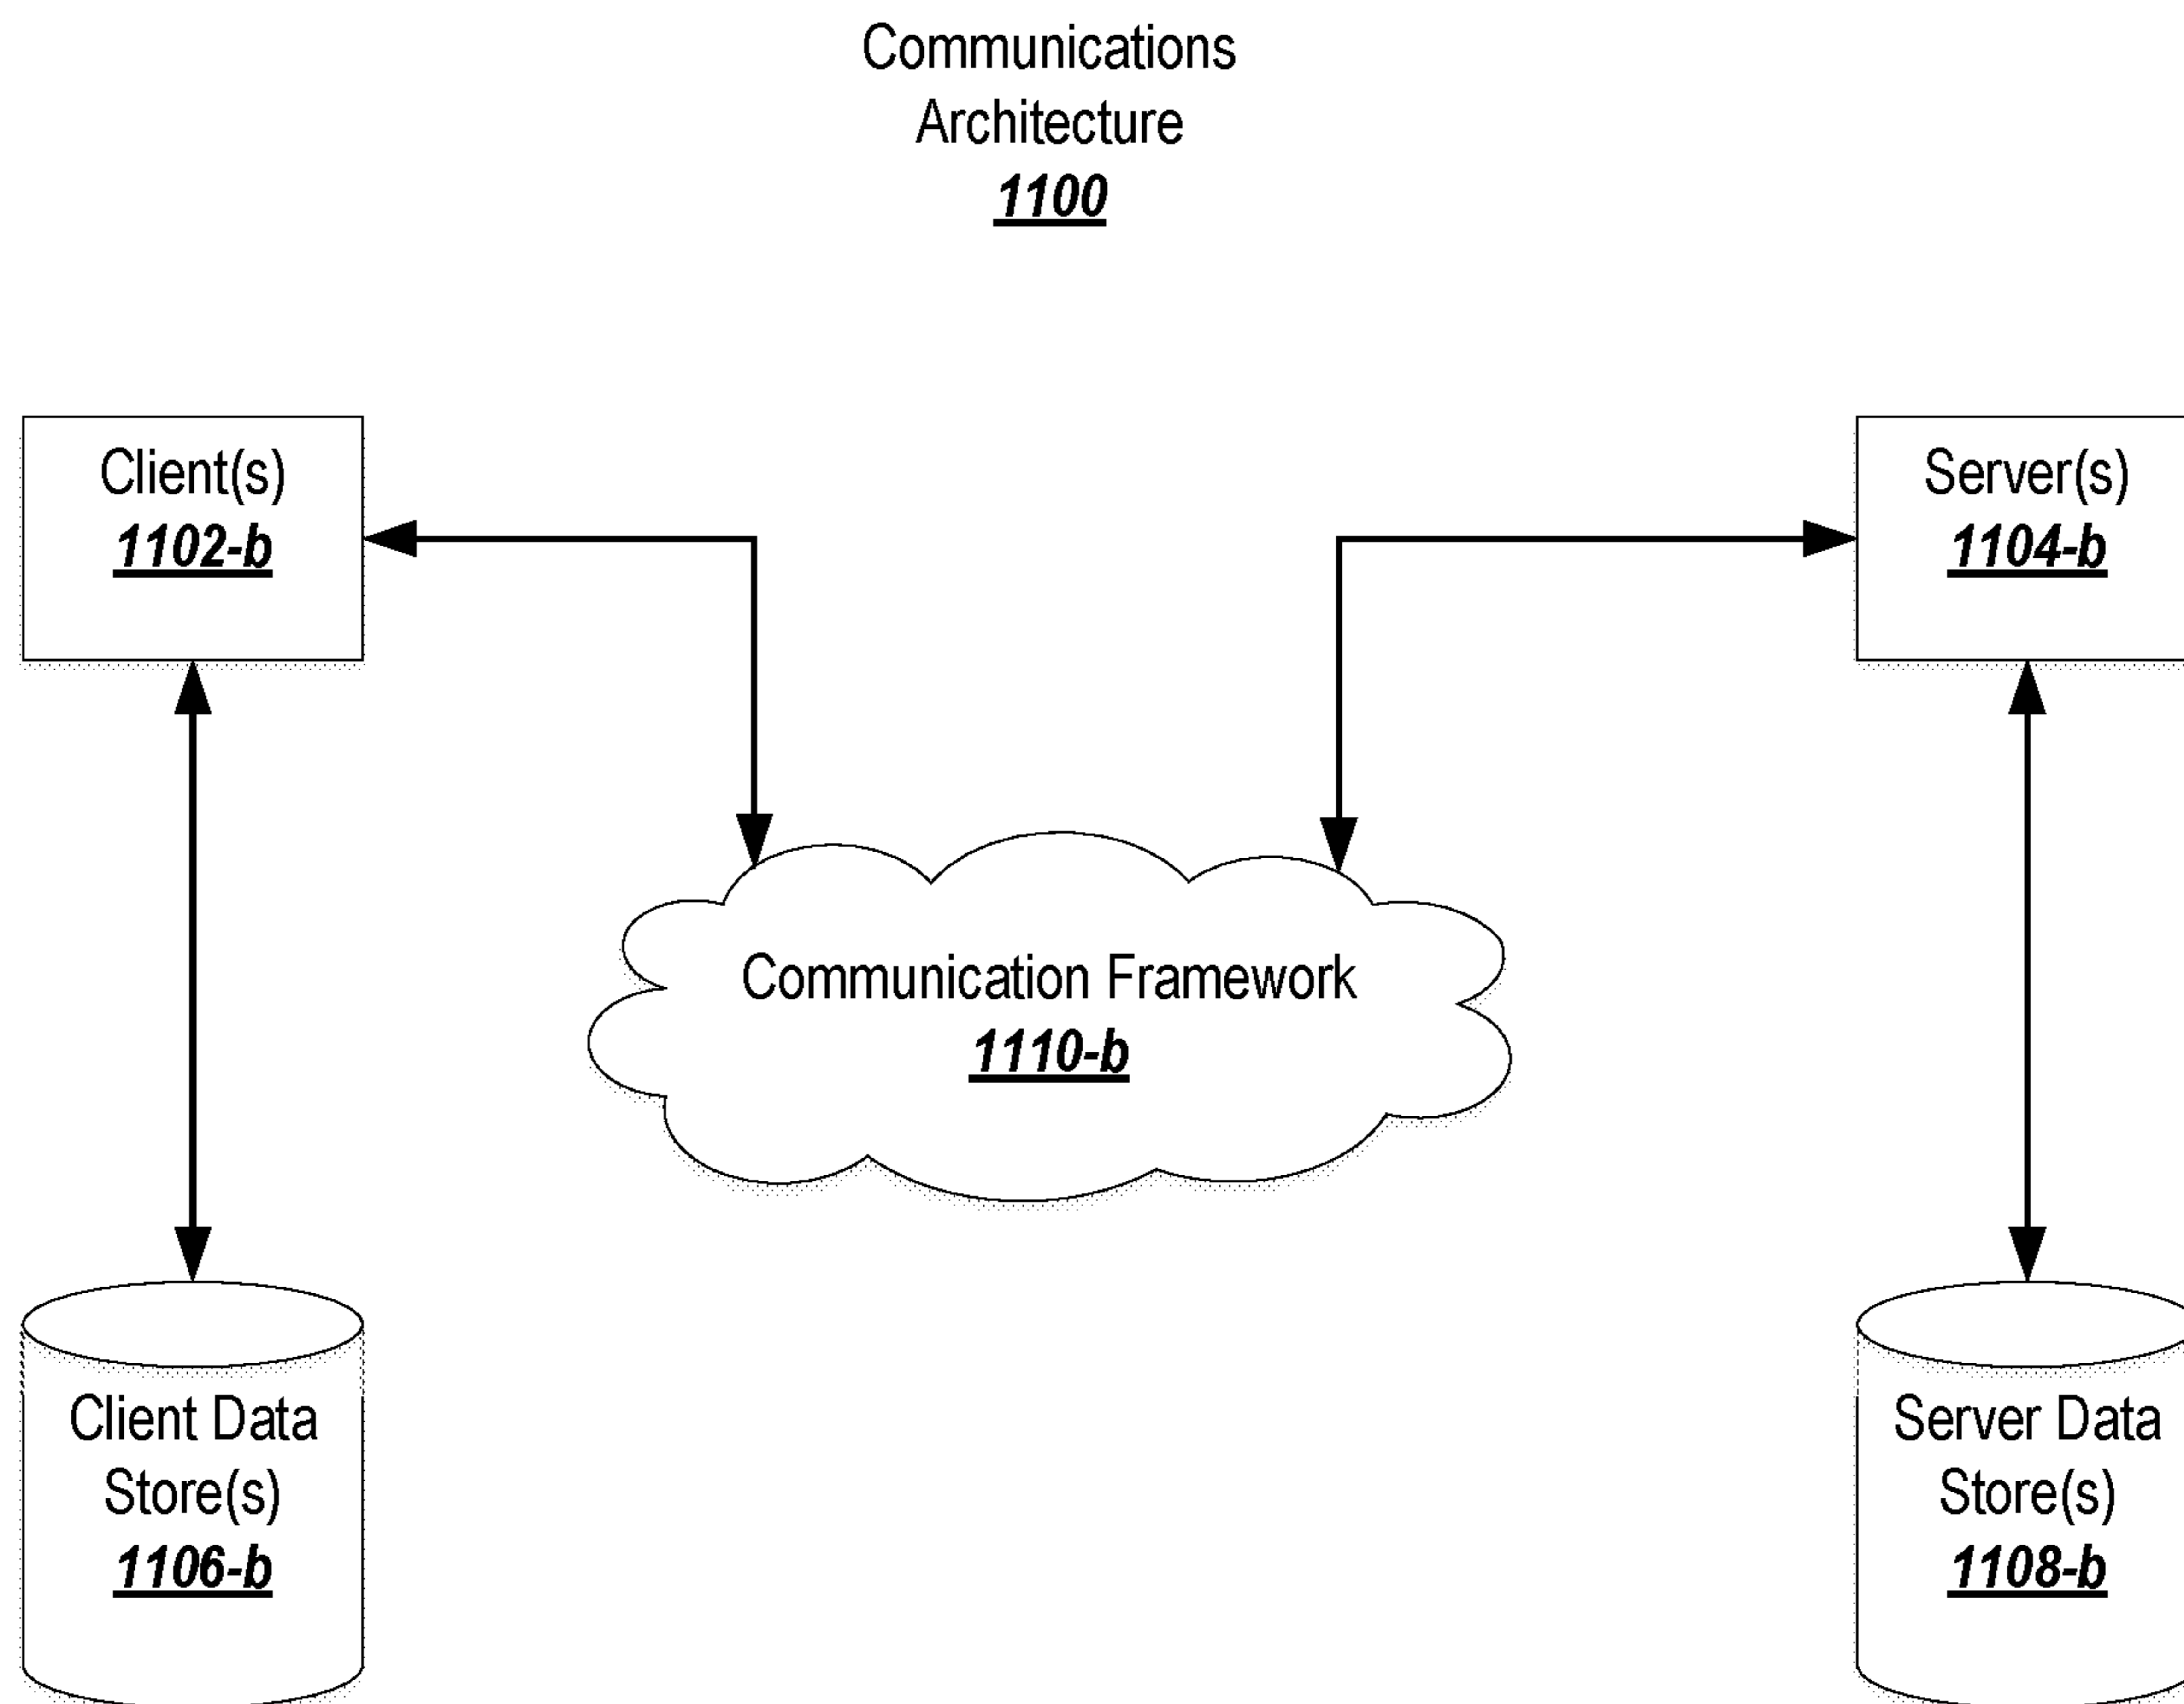 Communications
Architecture
1100
Client(s)
1102-b
Server(s)
1104-b
Communication Framework
1110-b
Client Data
Store(s)
1106-b
Server Data
Store(s)
1108-b